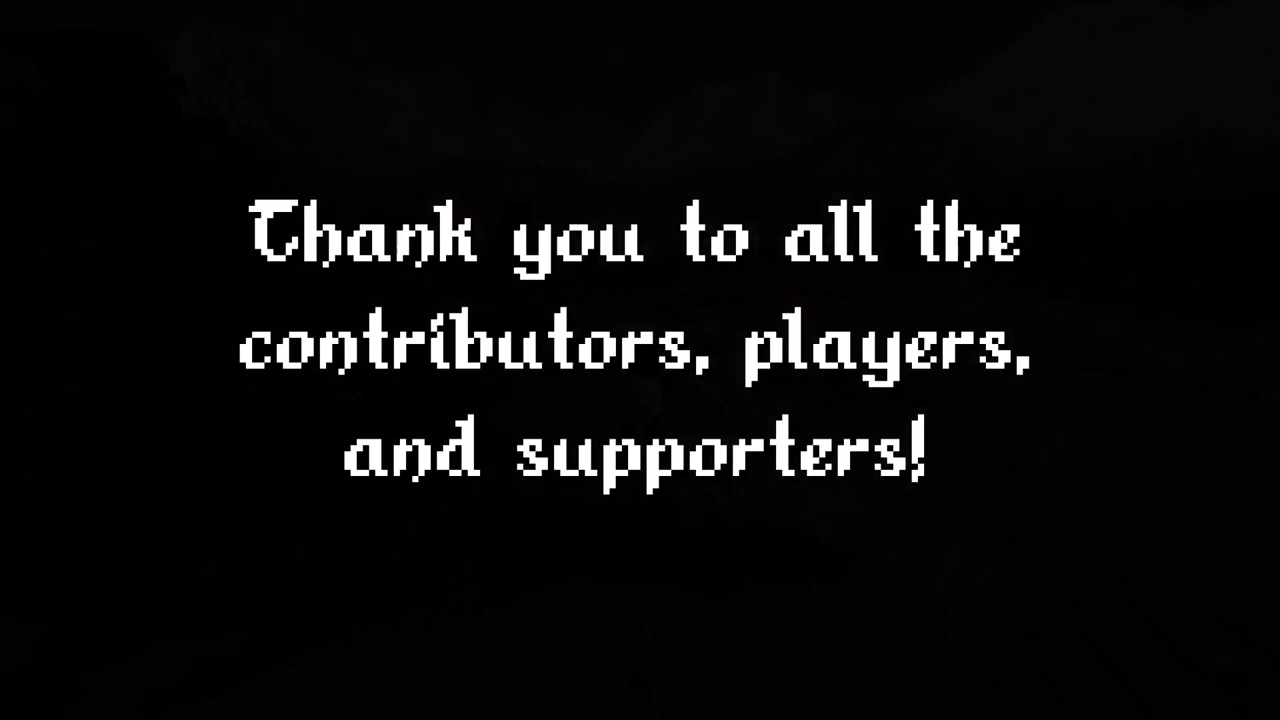 Thank you to all the
contributors, players,
and supporters!